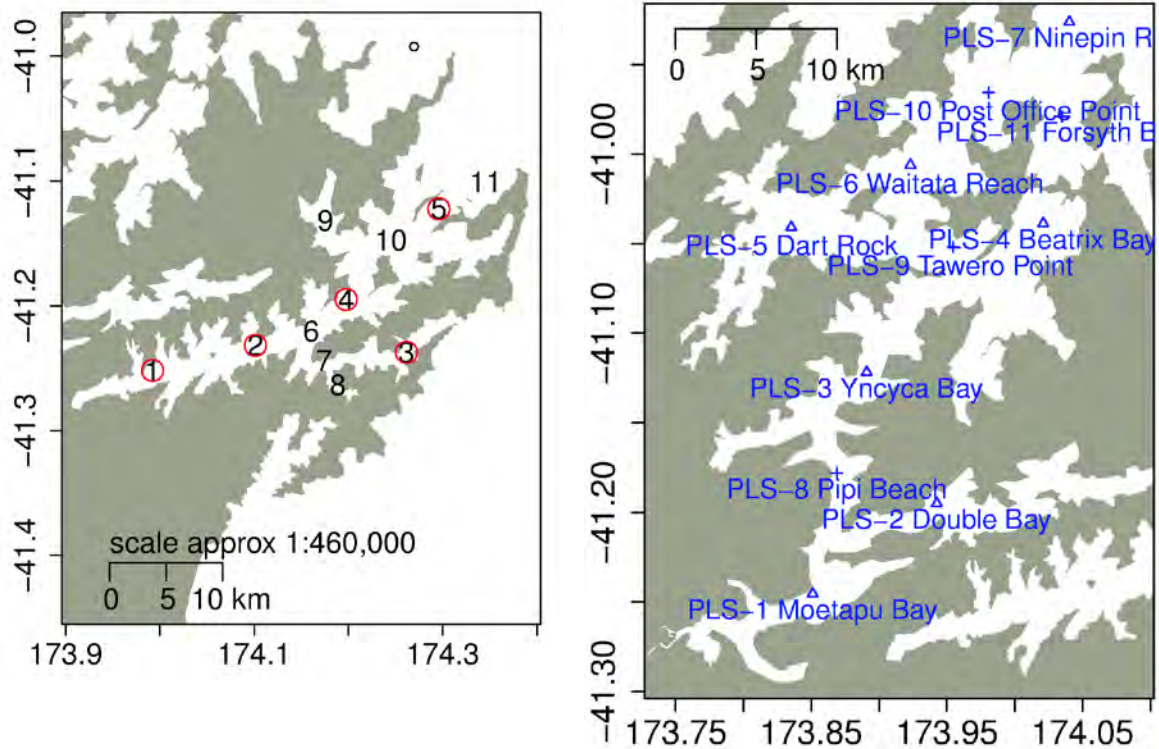 −41.0
−41.1
−41.2
−41.3
−41.4
11
5
9
10
4
6
2
3
7
1
8
scale approx 1:460,000
0 5 10 km
173.9 174.1 174.3
PLS−7 Ninepin R
0 5 10 km
PLS−10 Post Office Point
PLS−11 Forsyth B
−41.00
PLS−6 Waitata Reach
PLS−4 Beatrix Bay
PLS−5 Dart Rock
PLS−9 Tawero Point
−41.10
PLS−3 Yncyca Bay
PLS−8 Pipi Beach
−41.20
PLS−2 Double Bay
PLS−1 Moetapu Bay
−41.30
173.75 173.85 173.95 174.05